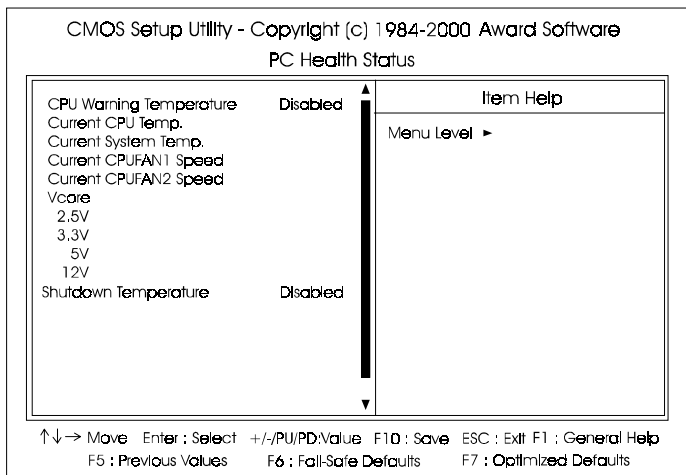 CMOS Setup Utility - Copyright (c) 1984-2000 Award Software
PC Health Status
CPU Warning Temperature Disabled
Current CPU Temp.
Current System Temp.
Current CPUFAN1 Speed
Current CPUFAN2 Speed
Vcore
2.5V
3.3V
5V
12V
Shutdown Temperature Disabled
Item Help
Menu Level ►
↑↓→ Move Enter : Select +/-/PU/PD:Value F10 : Save ESC : Exit F1 : General Help
F5 : Previous Values F6 : Fail-Safe Defaults F7 : Optimized Defaults